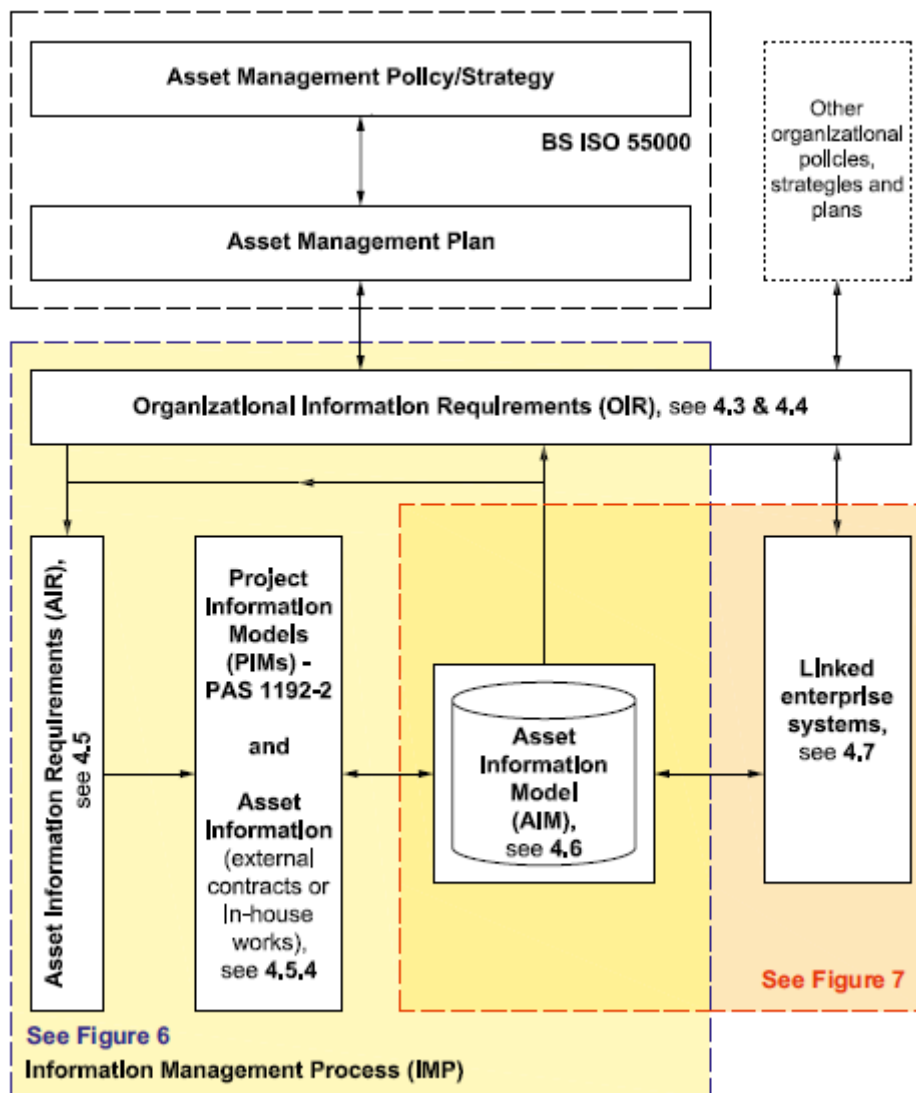 Asset Management Policy/Strategy
BS ISO 55000
Asset Management Plan
Other
organizational
policies,
strategies and
plans
Organizational Information Requirements (OIR), see 4.3 & 4.4
Asset Information Requirements (AIR),
see 4.5
Project
Information
Models
(PIMs) -
PAS 1192-2
and
Asset
Information
(external
contracts or
in-house
works),
see 4.5.4
Asset
Information
Model
(AIM),
see 4.6
Linked
enterprise
systems,
see 4.7
See Figure 7
See Figure 6
Information Management Process (IMP)